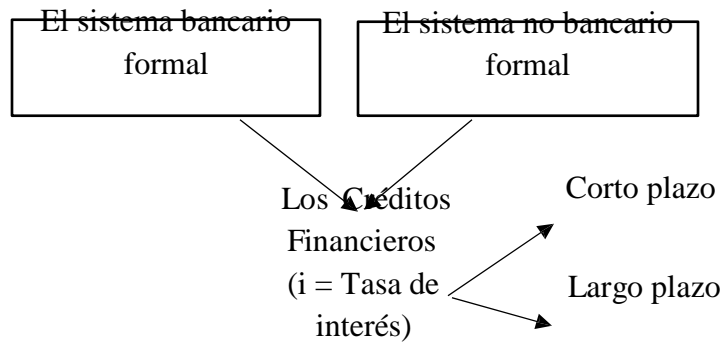 El sistema bancario
formal
El sistema no bancario
formal
Los Créditos
Financieros
(i = Tasa de
interés)
Corto plazo
Largo plazo